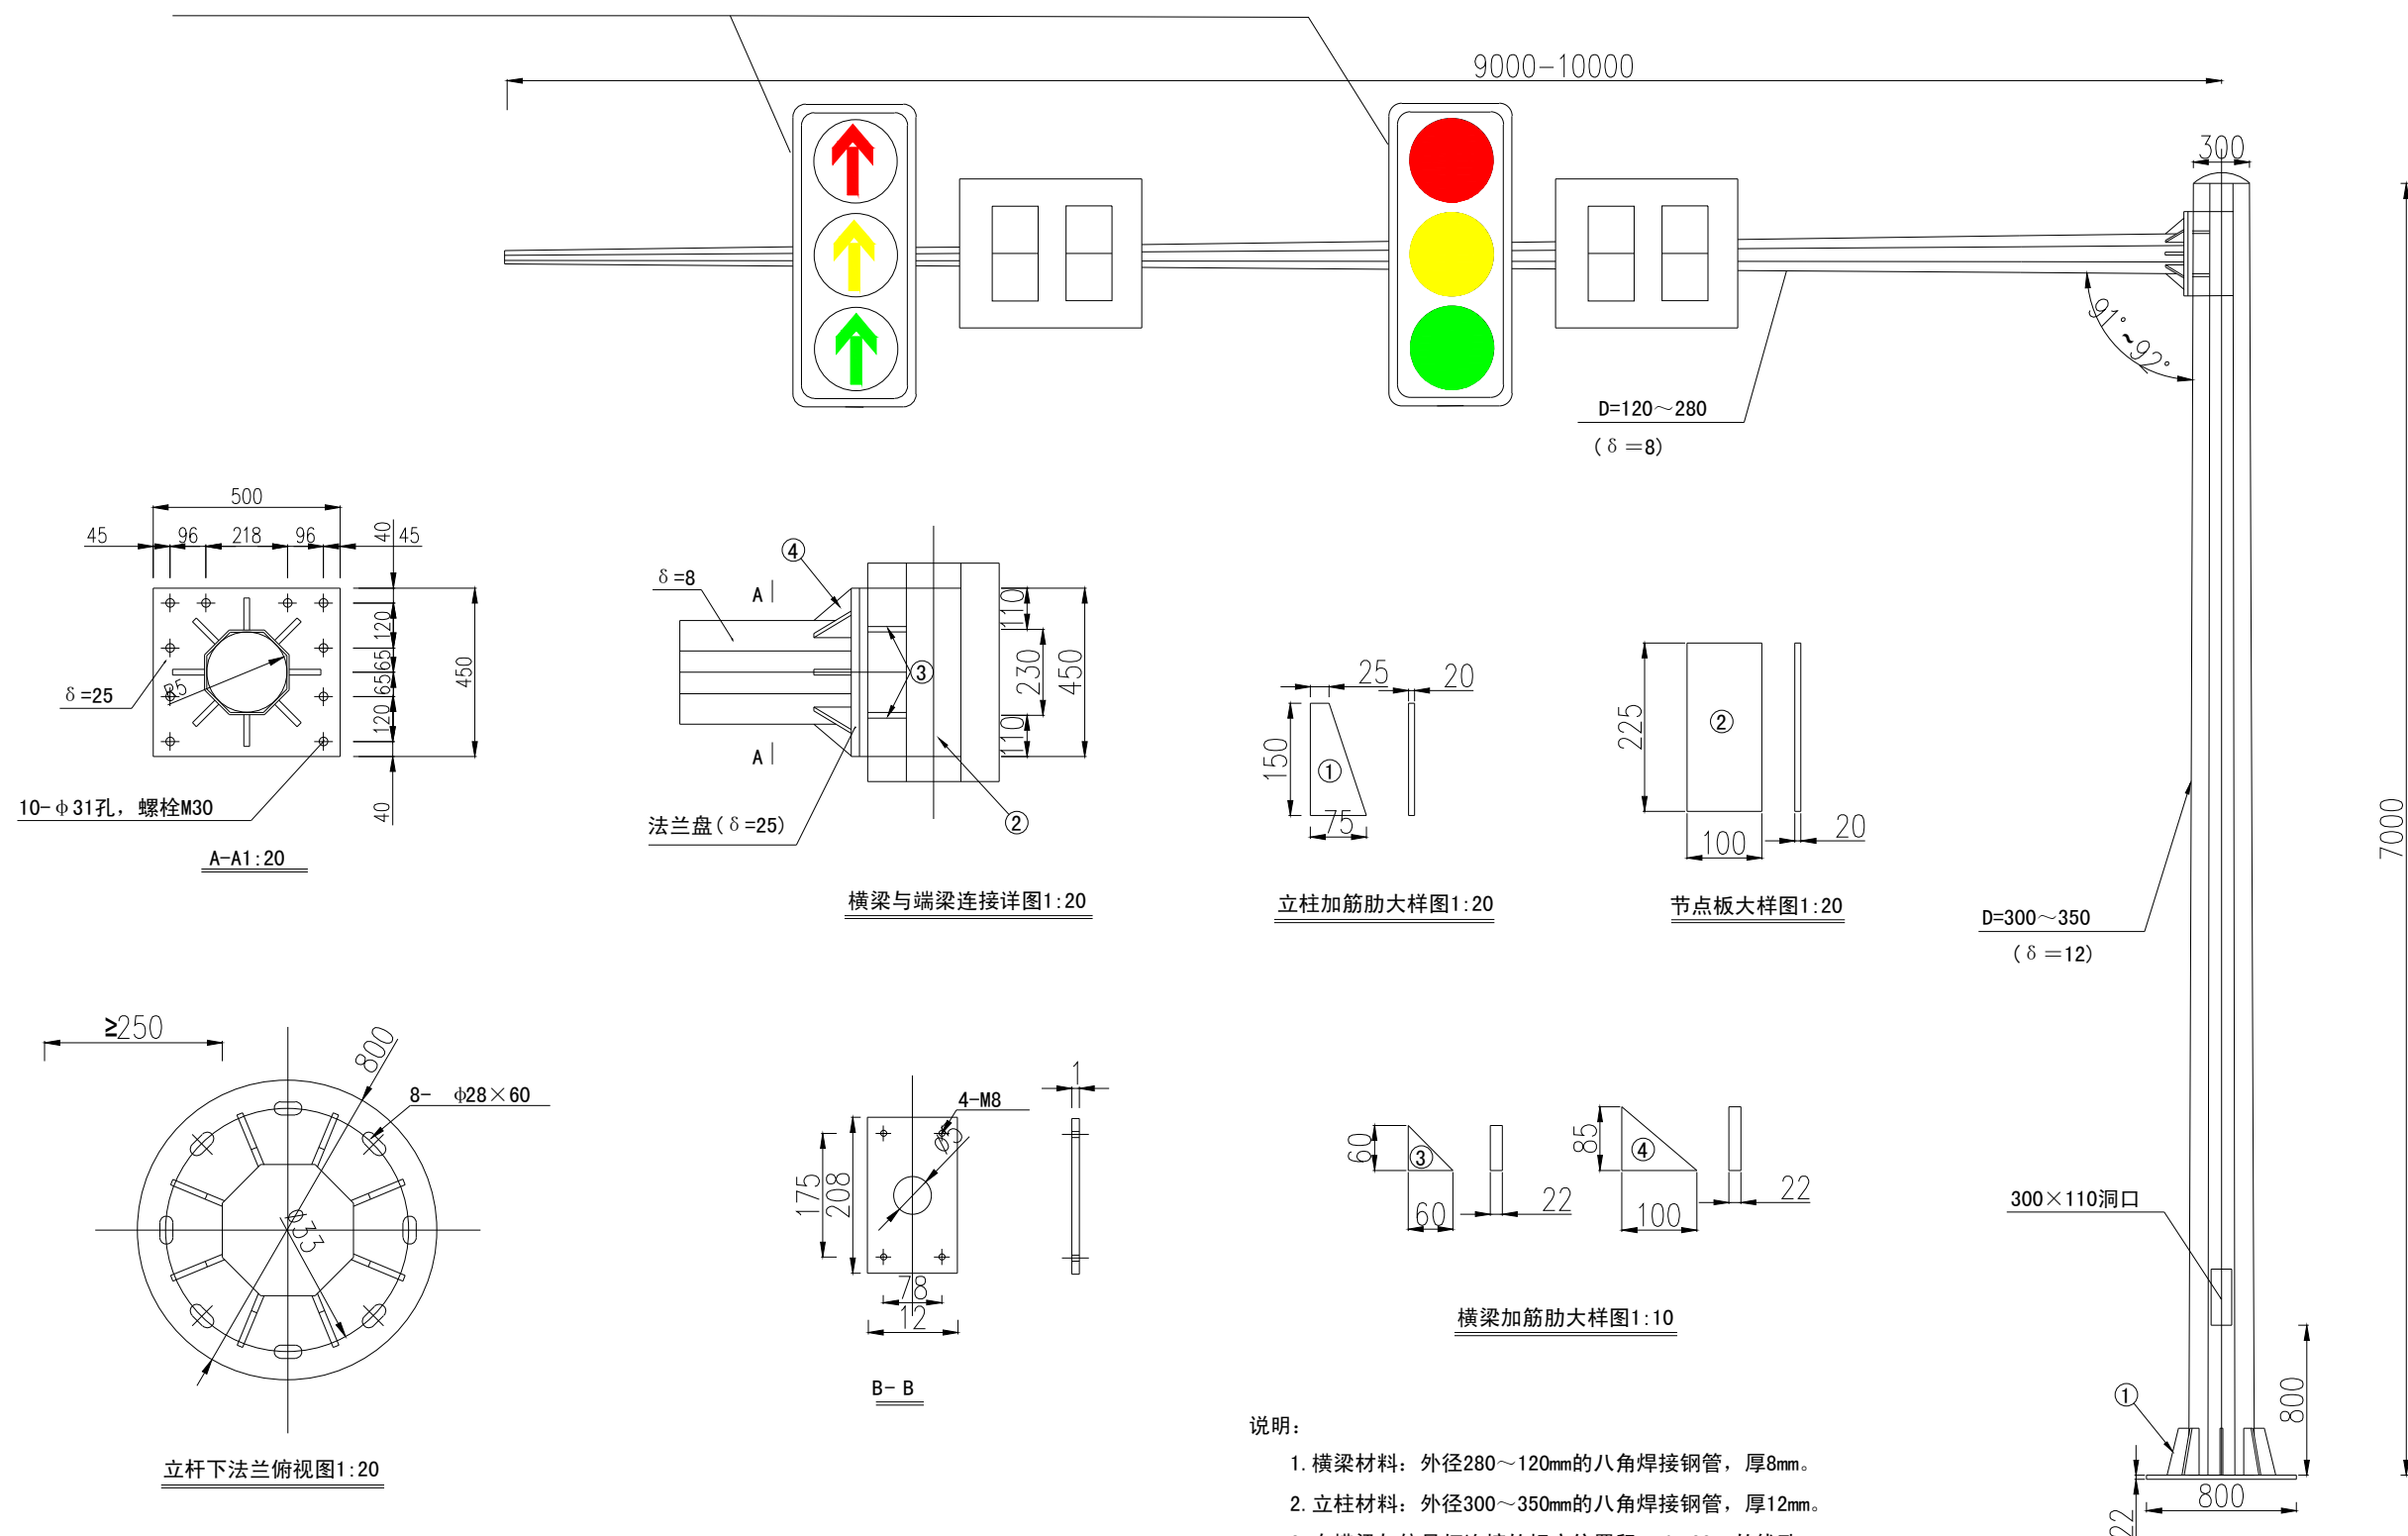 9000-10000
300
91°~92°
D=120～280
(δ=8)
7000
500
45 96 218 96 45
40
120
65
65
120
40
450
R5
δ=25
10-φ31孔，螺栓M30
A-A1:20
δ=8
A
④
③
A
②
法兰盘(δ=25)
110
230
110
450
横梁与端梁连接详图1:20
25
20
150
①
75
立柱加筋肋大样图1:20
225
②
100
20
节点板大样图1:20
D=300～350
(δ=12)
≥250
800
8- φ28×60
φ33
立杆下法兰俯视图1:20
1
4-M8
ø5
175
208
78
12
B- B
60
③
60
22
85
④
100
22
横梁加筋肋大样图1:10
300×110洞口
800
①
800
22
说明：
1. 横梁材料：外径280～120mm的八角焊接钢管，厚8mm。
2. 立柱材料：外径300～350mm的八角焊接钢管，厚12mm。